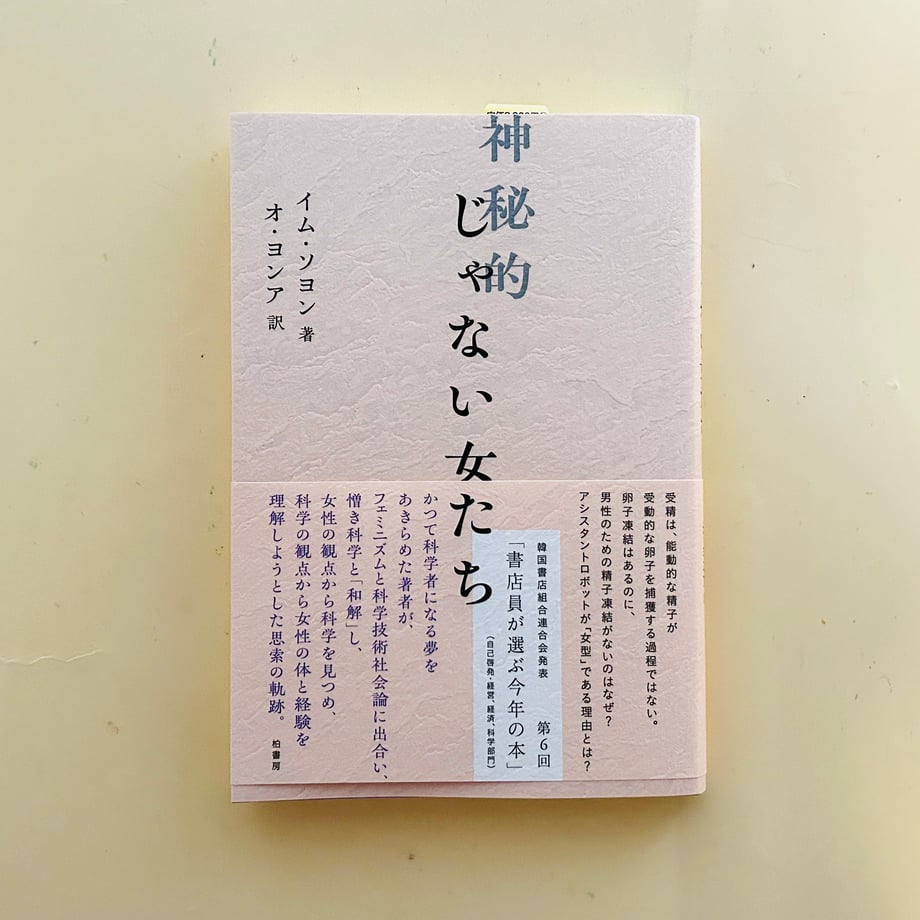 神秘的
じゃない女たち
イム・ソヨン 著
オ・ヨンア 訳
受精は、能動的な精子が
受動的な卵子を捕獲する過程ではない。
卵子凍結はあるのに、
男性のための精子凍結がないのはなぜ？
アシスタントロボットが「女型」である理由とは？
韓国書店組合連合会発表 第6回
「書店員が選ぶ今年の本」
（自己啓発・経営、経済、科学部門）
かつて科学者になる夢を
あきらめた著者が、
フェミニズムと科学技術社会論に出合い、
憎き科学と「和解」し、
女性の観点から科学を見つめ、
科学の観点から女性の体と経験を
理解しようとした思索の軌跡。
柏書房